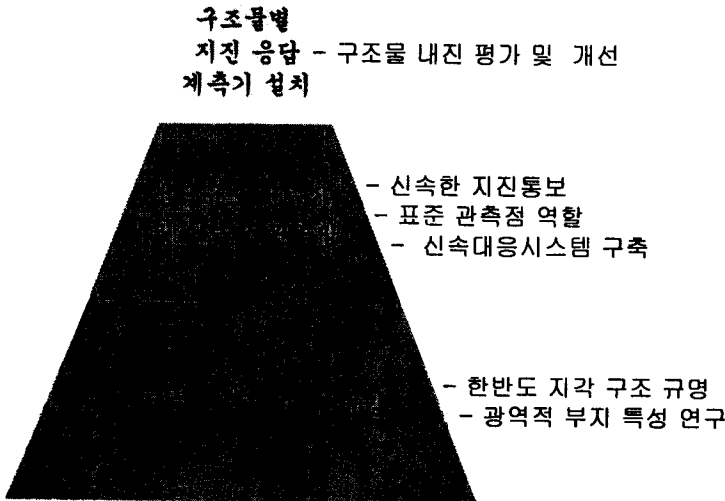 구조물별
지진 응답 - 구조물 내진 평가 및 개선
계측기 설치
- 신속한 지진통보
- 표준 관측점 역할
- 신속대응시스템 구축
- 한반도 지각 구조 규명
- 광역적 부지 특성 연구